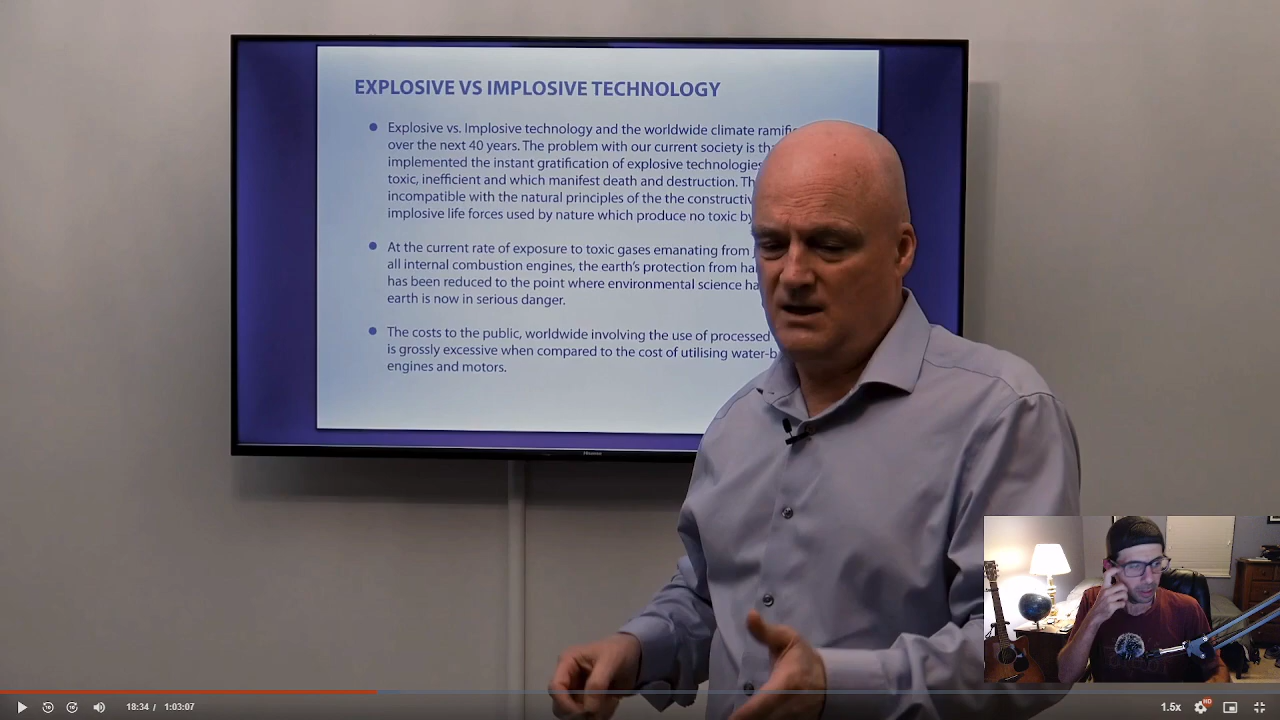 EXPLOSIVE VS IMPLOSIVE TECHNOLOGY
Explosive vs. Implosive technology and the worldwide climate
over the next 40 years. The problem with our current society is
implemented the instant gratification of explosive technologies
toxic, inefficient and which manifest death and destruction.
incompatible with the natural principles of the the
implosive life forces used by nature which produce no toxic
At the current rate of exposure to toxic gases emanating from
all internal combustion engines, the earth's protection from
has been reduced to the point where environmental science
earth is now in serious danger.
The costs to the public, worldwide involving the use of processed
is grossly excessive when compared to the cost of utilising
engines and motors.
Hisense
18:34 / 1:03:07
1.5x
HD